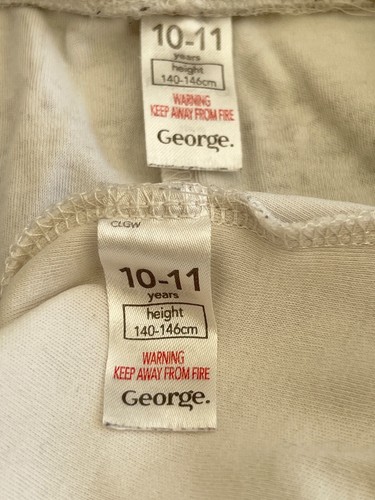 10-11
years
height
140-146cm
WARNING
KEEP AWAY FROM FIRE
George.
CLGW
10-11
years
height
140-146cm
WARNING
KEEP AWAY FROM FIRE
George.